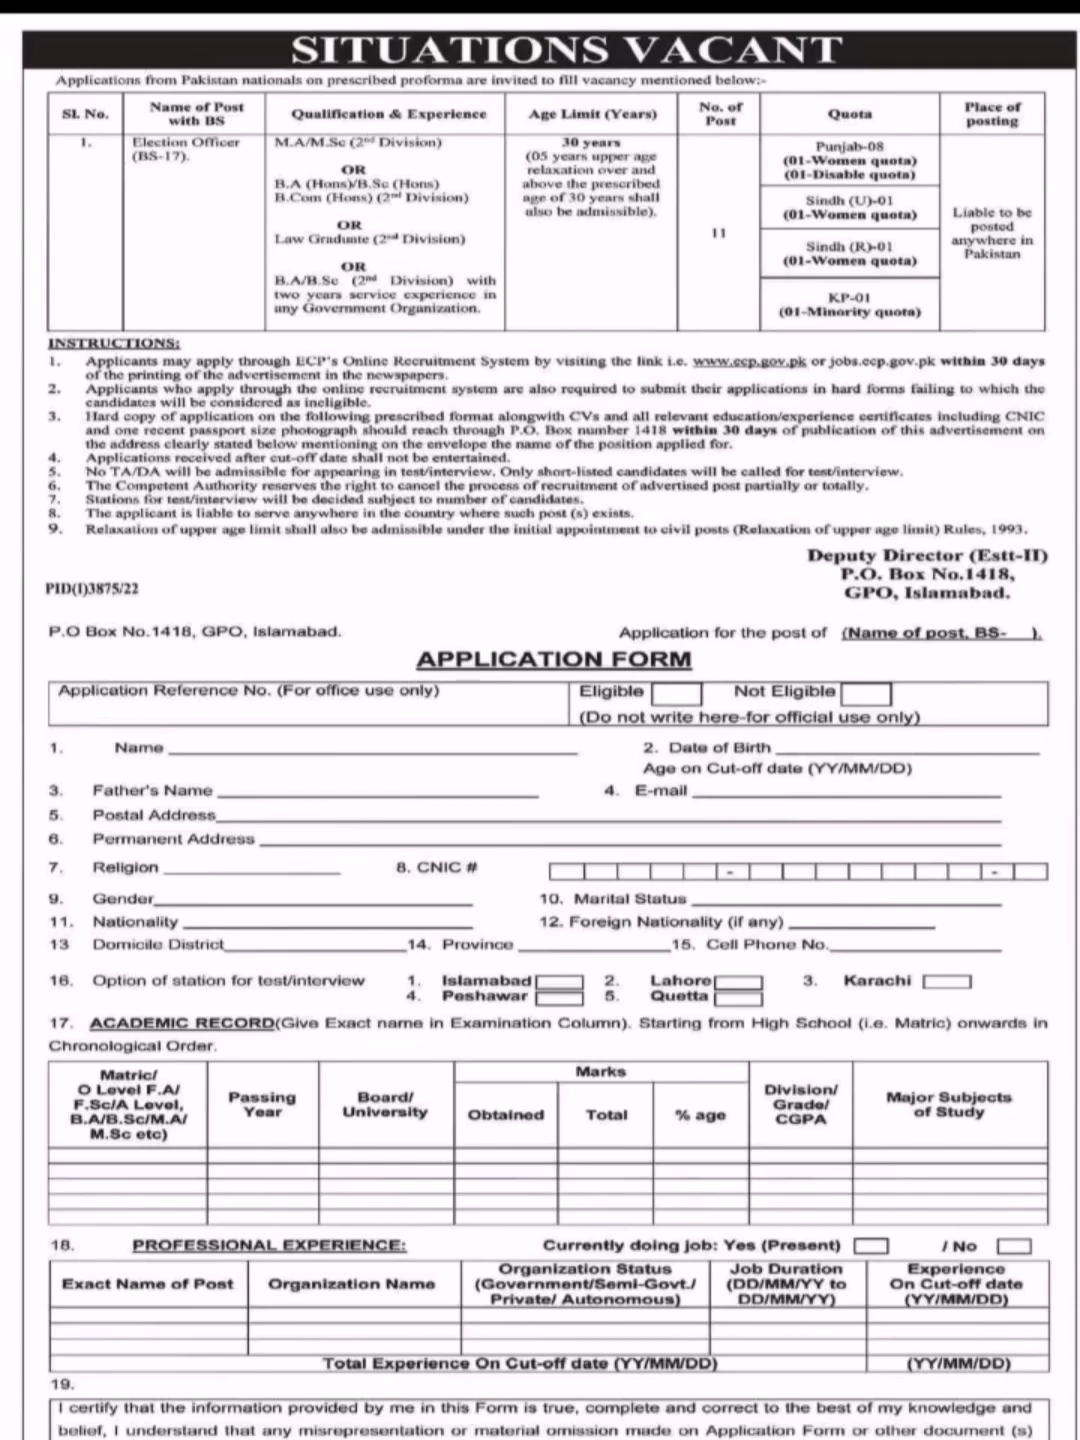 SITUATIONS VACANT
Applications from Pakistan nationals on prescribed proforma are invited to fill vacancy mentioned below:-
Sl. No.
Name of Post
with BS
Qualification & Experience
Age Limit (Years)
No. of
Post
Quota
Place of
posting
1.
Election Officer
(BS-17).
M.A/M.Sc (2nd Division)
OR
B.A (Hons)/B.Sc (Hons)
B.Com (Hons) (2nd Division)
OR
Law Graduate (2nd Division)
OR
B.A/B.Sc (2nd Division) with
two years service experience in
any Government Organization.
30 years
(05 years upper age
relaxation over and
above the prescribed
age of 30 years shall
also be admissible).
11
Punjab-08
(01-Women quota)
(01-Disable quota)
Sindh (U)-01
(01-Women quota)
Sindh (R)-01
(01-Women quota)
KP-01
(01-Minority quota)
Liable to be
posted
anywhere in
Pakistan
INSTRUCTIONS:
1. Applicants may apply through ECP's Online Recruitment System by visiting the link i.e. www.ecp.gov.pk or jobs.ecp.gov.pk within 30 days
of the printing of the advertisement in the newspapers.
2. Applicants who apply through the online recruitment system are also required to submit their applications in hard forms failing to which the
candidates will be considered as ineligible.
3. Hard copy of application on the following prescribed format alongwith CVs and all relevant education/experience certificates including CNIC
and one recent passport size photograph should reach through P.O. Box number 1418 within 30 days of publication of this advertisement on
the address clearly stated below mentioning on the envelope the name of the position applied for.
4. Applications received after cut-off date shall not be entertained.
5. No TA/DA will be admissible for appearing in test/interview. Only short-listed candidates will be called for test/interview.
6. The Competent Authority reserves the right to cancel the process of recruitment of advertised post partially or totally.
7. Stations for test/interview will be decided subject to number of candidates.
8. The applicant is liable to serve anywhere in the country where such post (s) exists.
9. Relaxation of upper age limit shall also be admissible under the initial appointment to civil posts (Relaxation of upper age limit) Rules, 1993.
Deputy Director (Estt-II)
P.O. Box No.1418,
GPO, Islamabad.
PID(I)3875/22
P.O Box No.1418, GPO, Islamabad.
Application for the post of (Name of post, BS-    ).
APPLICATION FORM
Application Reference No. (For office use only)
Eligible Not Eligible
(Do not write here-for official use only)
1. Name 2. Date of Birth
Age on Cut-off date (YY/MM/DD)
3. Father's Name 4. E-mail
5. Postal Address
6. Permanent Address
7. Religion 8. CNIC # - -
9. Gender 10. Marital Status
11. Nationality 12. Foreign Nationality (if any)
13 Domicile District 14. Province 15. Cell Phone No.
16. Option of station for test/interview 1. Islamabad 2. Lahore 3. Karachi
4. Peshawar 5. Quetta
17. ACADEMIC RECORD(Give Exact name in Examination Column). Starting from High School (i.e. Matric) onwards in
Chronological Order.
Matric/
O Level F.A/
F.Sc/A Level,
B.A/B.Sc/M.A/
M.Sc etc)
Passing
Year
Board/
University
Marks
Obtained
Total
% age
Division/
Grade/
CGPA
Major Subjects
of Study
18. PROFESSIONAL EXPERIENCE: Currently doing job: Yes (Present) / No
Exact Name of Post
Organization Name
Organization Status
(Government/Semi-Govt./
Private/ Autonomous)
Job Duration
(DD/MM/YY to
DD/MM/YY)
Experience
On Cut-off date
(YY/MM/DD)
Total Experience On Cut-off date (YY/MM/DD)
(YY/MM/DD)
19.
I certify that the information provided by me in this Form is true, complete and correct to the best of my knowledge and
belief, I understand that any misrepresentation or material omission made on Application Form or other document (s)